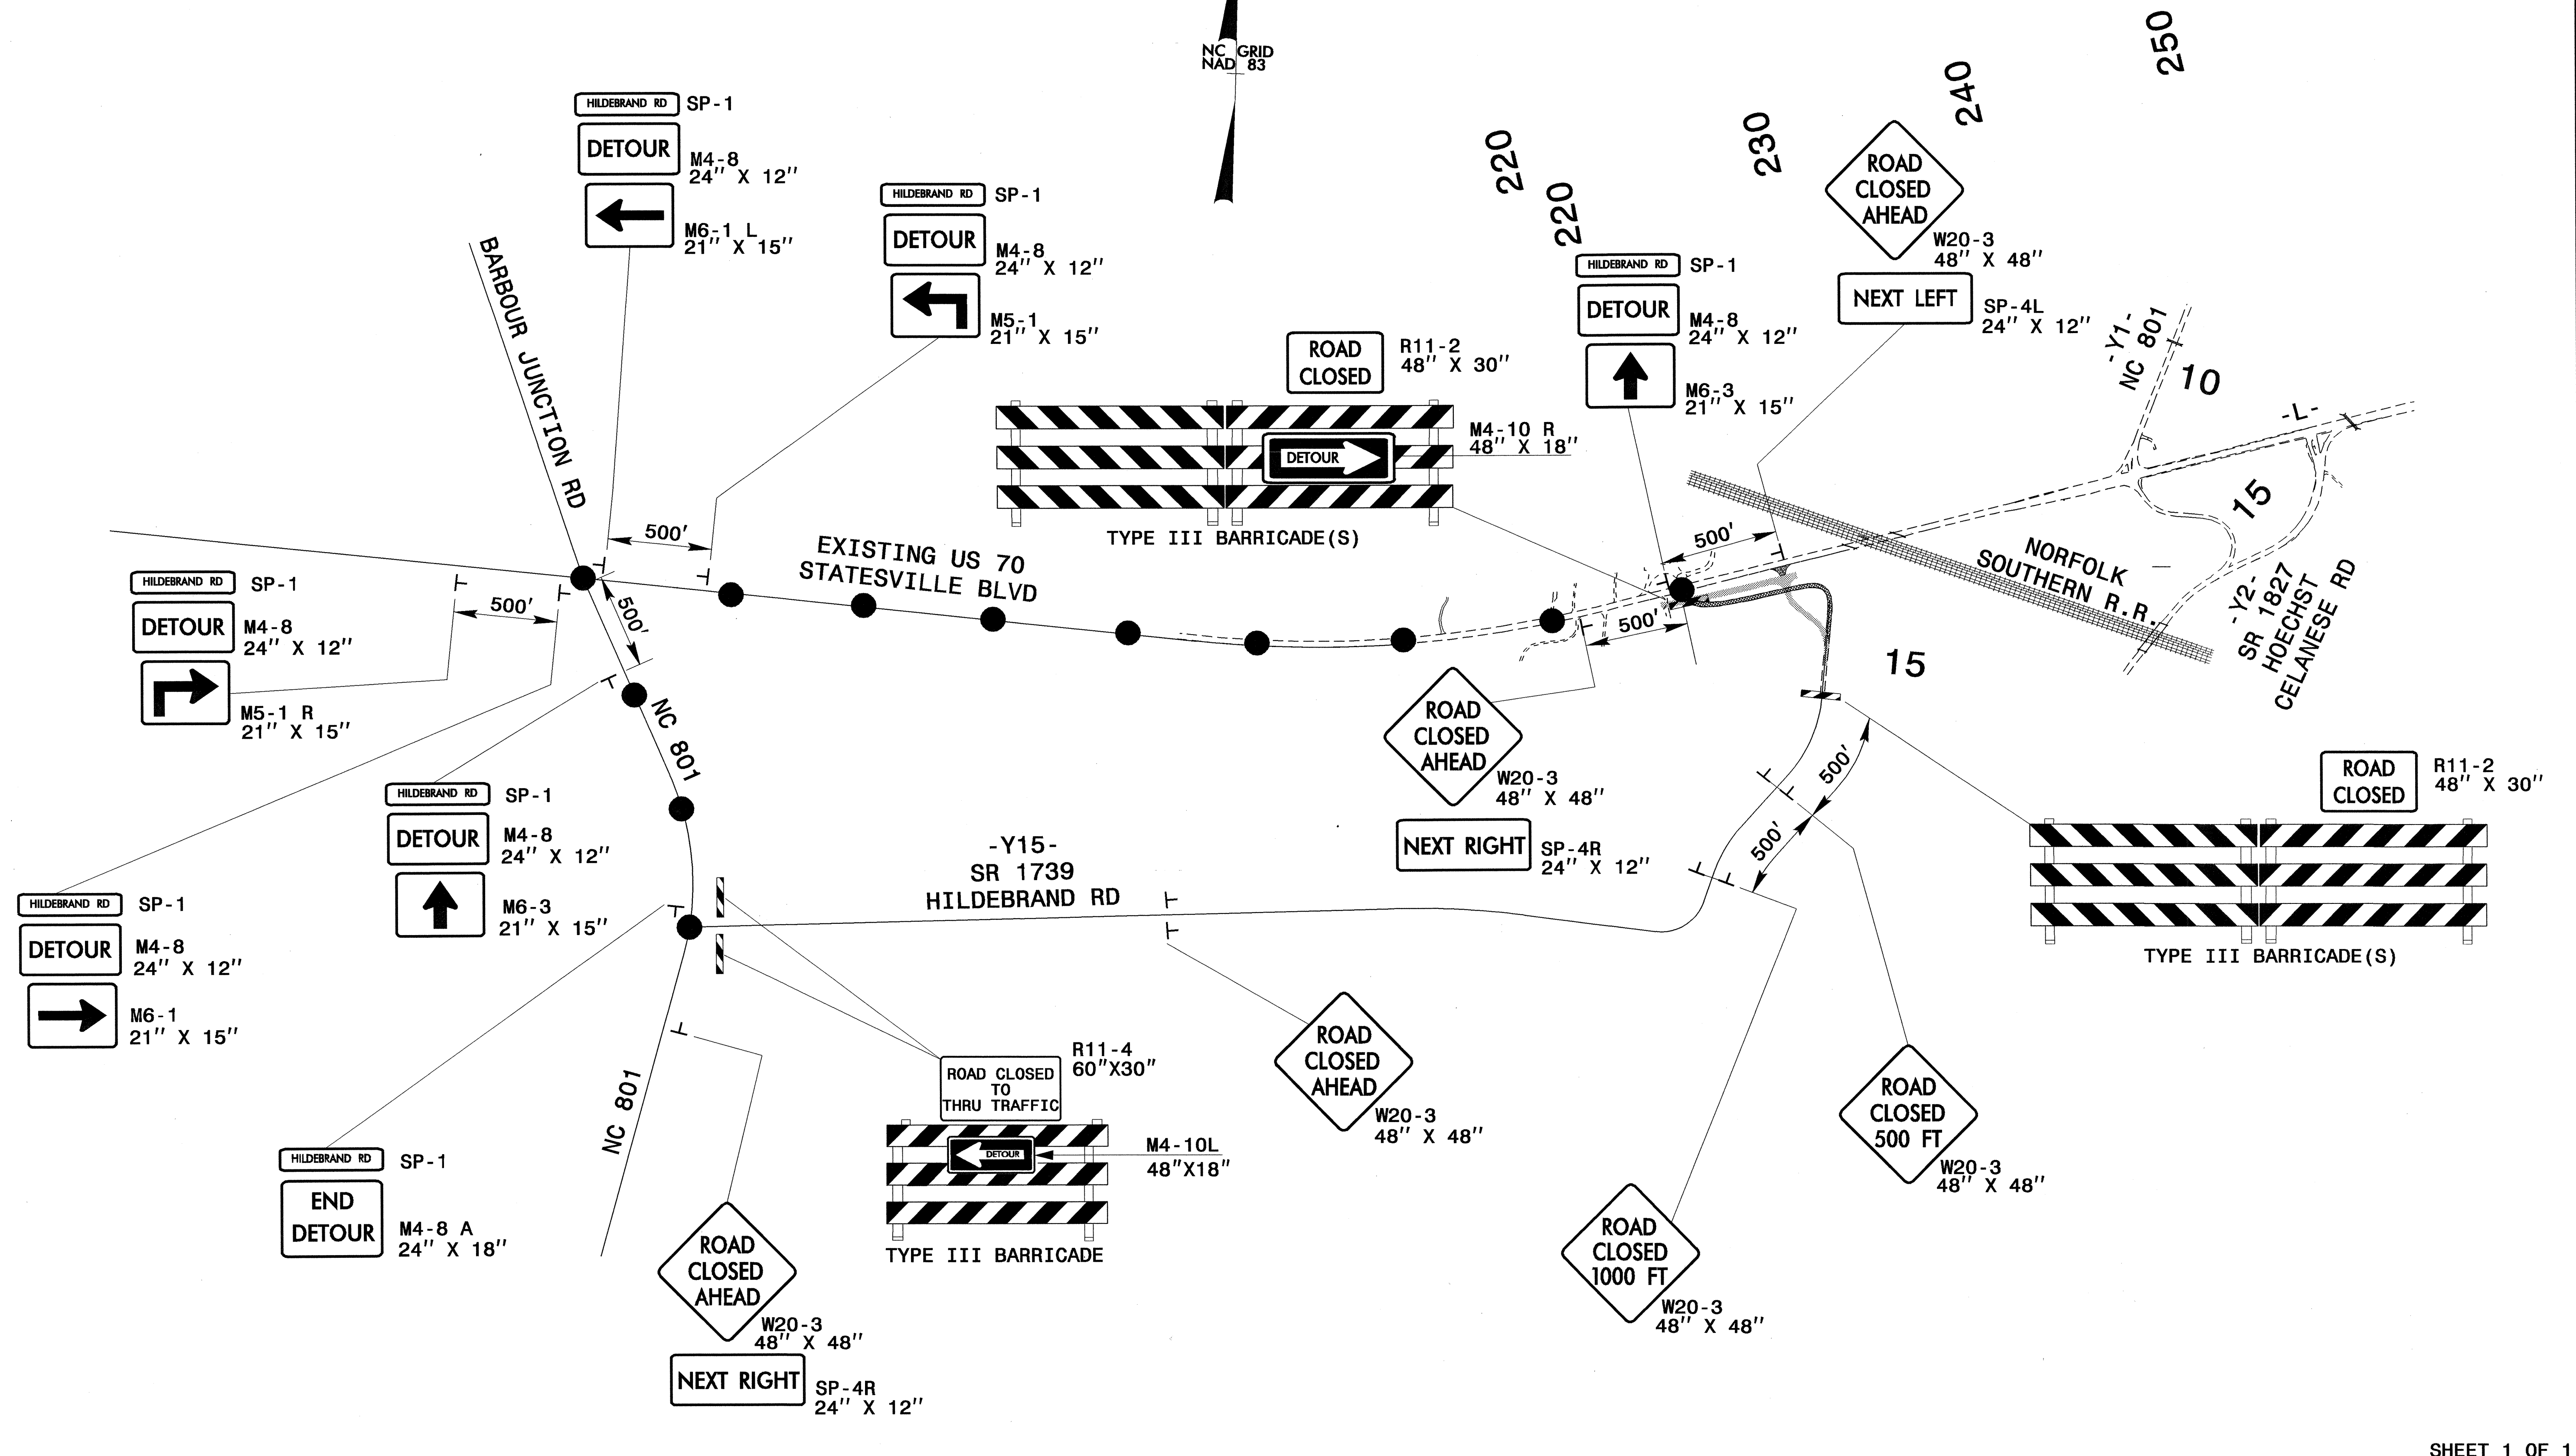 NC GRID
NAD 83
250
240
230
220
220
HILDEBRAND RD
SP-1
DETOUR
M4-8
24" X 12"
M6-1 L
21" X 15"
HILDEBRAND RD
SP-1
DETOUR
M4-8
24" X 12"
M5-1
21" X 15"
HILDEBRAND RD
SP-1
DETOUR
M4-8
24" X 12"
M6-3
21" X 15"
ROAD
CLOSED
AHEAD
W20-3
48" X 48"
NEXT LEFT
SP-4L
24" X 12"
ROAD
CLOSED
R11-2
48" X 30"
DETOUR
M4-10 R
48" X 18"
TYPE III BARRICADE(S)
-Y1-
NC 801
10
-L-
15
BARBOUR JUNCTION RD
500'
EXISTING US 70
STATESVILLE BLVD
500'
500'
NORFOLK
SOUTHERN R.R.
-Y2-
SR 1827
HOECHST
CELANESE RD
15
HILDEBRAND RD
SP-1
DETOUR
M4-8
24" X 12"
M5-1 R
21" X 15"
500'
500'
NC 801
HILDEBRAND RD
SP-1
DETOUR
M4-8
24" X 12"
M6-3
21" X 15"
HILDEBRAND RD
SP-1
DETOUR
M4-8
24" X 12"
M6-1
21" X 15"
ROAD
CLOSED
AHEAD
W20-3
48" X 48"
NEXT RIGHT
SP-4R
24" X 12"
500'
500'
ROAD
CLOSED
R11-2
48" X 30"
TYPE III BARRICADE(S)
-Y15-
SR 1739
HILDEBRAND RD
NC 801
HILDEBRAND RD
SP-1
END
DETOUR
M4-8 A
24" X 18"
ROAD CLOSED
TO
THRU TRAFFIC
R11-4
60"X30"
DETOUR
M4-10L
48"X18"
TYPE III BARRICADE
ROAD
CLOSED
AHEAD
W20-3
48" X 48"
NEXT RIGHT
SP-4R
24" X 12"
ROAD
CLOSED
AHEAD
W20-3
48" X 48"
ROAD
CLOSED
500 FT
W20-3
48" X 48"
ROAD
CLOSED
1000 FT
W20-3
48" X 48"
SHEET 1 OF 1